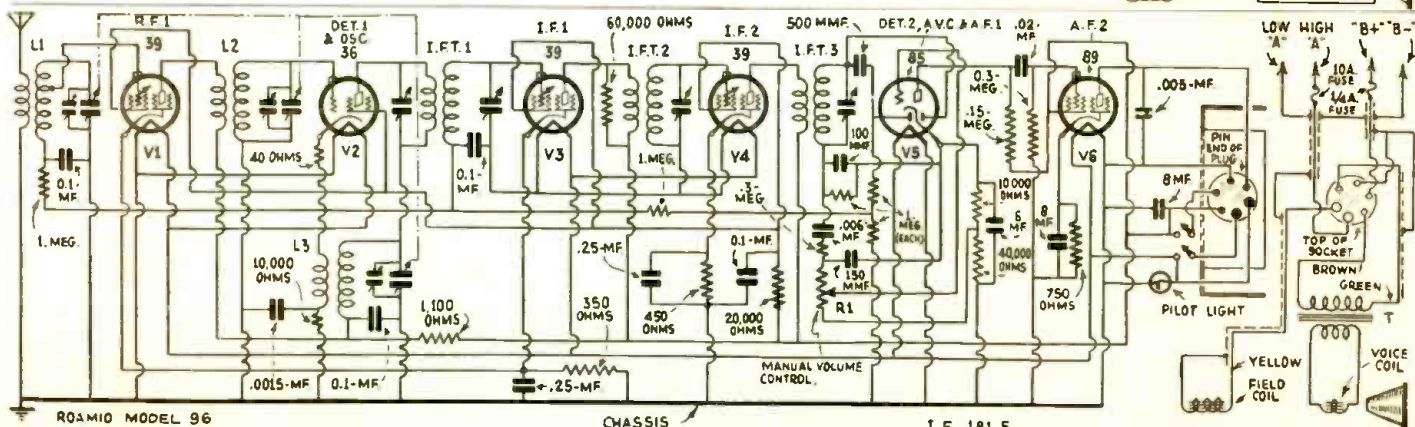 R.F.1
39
L1
V1
0.1-
MF.
1. MEG.
L2
DET.1
& OSC
36
V2
40 OHMS
L3
10,000
OHMS
.0015-MF.
0.1-MF.
I.F.T.1
0.1-
MF.
1,100
OHMS
I.F.1
39
V3
60,000 OHMS
I.F.T.2
1. MEG.
.25-MF.
.25-MF.
350
OHMS
450
OHMS
I.F.2
39
V4
0.1-MF.
20,000
OHMS
I.F.T.3
500 MMF.
100
MMF
.3-
MEG.
.006
MF
150
MMF
R1
MANUAL VOLUME
CONTROL.
DET.2, A.V.C & A.F.1
85
V5
1.
MEG
(EACH)
.02-
MF.
0.3-
MEG.
.15-
MEG.
10 000
OHMS
6
MF
40,000
OHMS
A.F.2
89
V6
8
MF
750
OHMS
.005-MF.
PIN
END OF
PLUG
8 MF.
PILOT LIGHT
LOW
"A"
HIGH
"A"
"B+"
"B-"
10A.
FUSE
1/4A.
FUSE
TOP OF
SOCKET
BROWN
GREEN
T
YELLOW
FIELD
COIL
VOICE
COIL
ROAMIO MODEL 96
CHASSIS